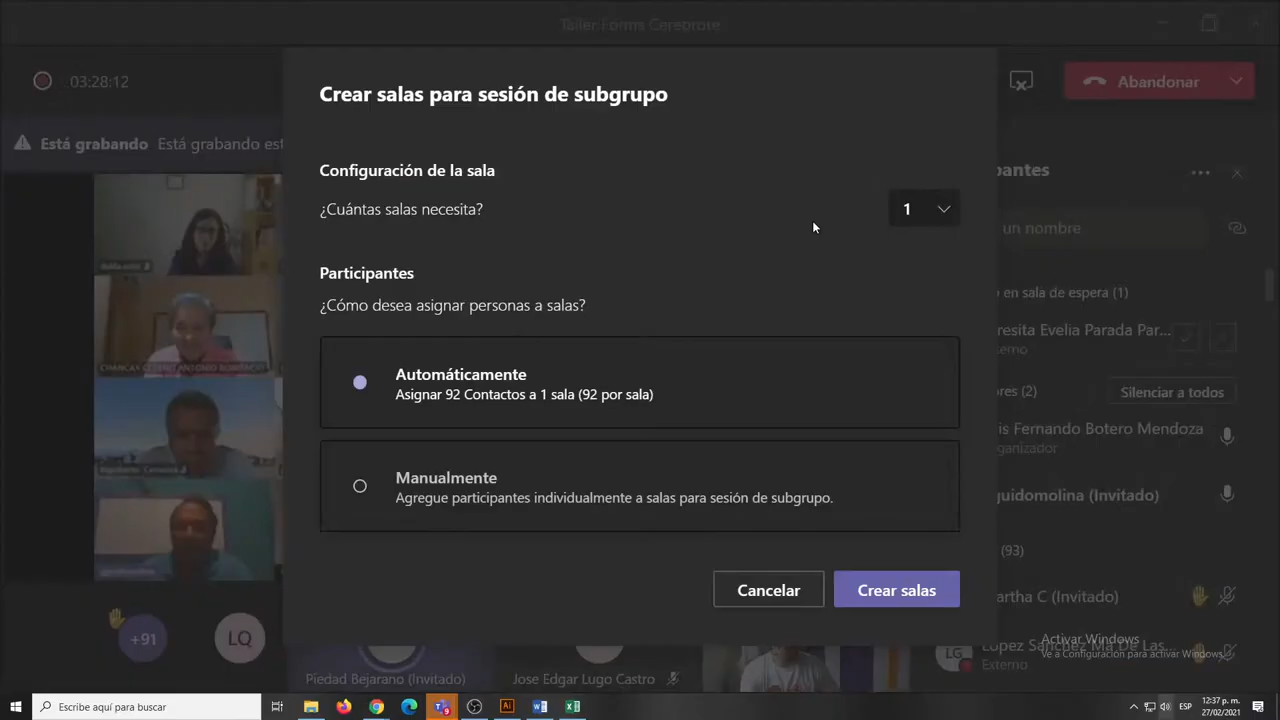 Taller Forms Cerebrote
03:28:12
Abandonar
Está grabando Está grabando est
Crear salas para sesión de subgrupo
Configuración de la sala
¿Cuántas salas necesita?
1
Participantes
¿Cómo desea asignar personas a salas?
Automáticamente
Asignar 92 Contactos a 1 sala (92 por sala)
Manualmente
Agregue participantes individualmente a salas para sesión de subgrupo.
Cancelar
Crear salas
pantes
un nombre
en sala de espera (1)
resita Evelia Parada Par...
erno
ores (2)
Silenciar a todos
is Fernando Botero Mendoza
ganizador
guidomolina (Invitado)
(93)
artha C (Invitado)
López Sánchez Ma De Las
Externo
LG
Activar Windows
Ve a Configuración para activar Windows.
+91
LQ
Piedad Bejarano (Invitado)
Jose Edgar Lugo Castro
Escribe aquí para buscar
ESP
12:37 p. m.
27/02/2021